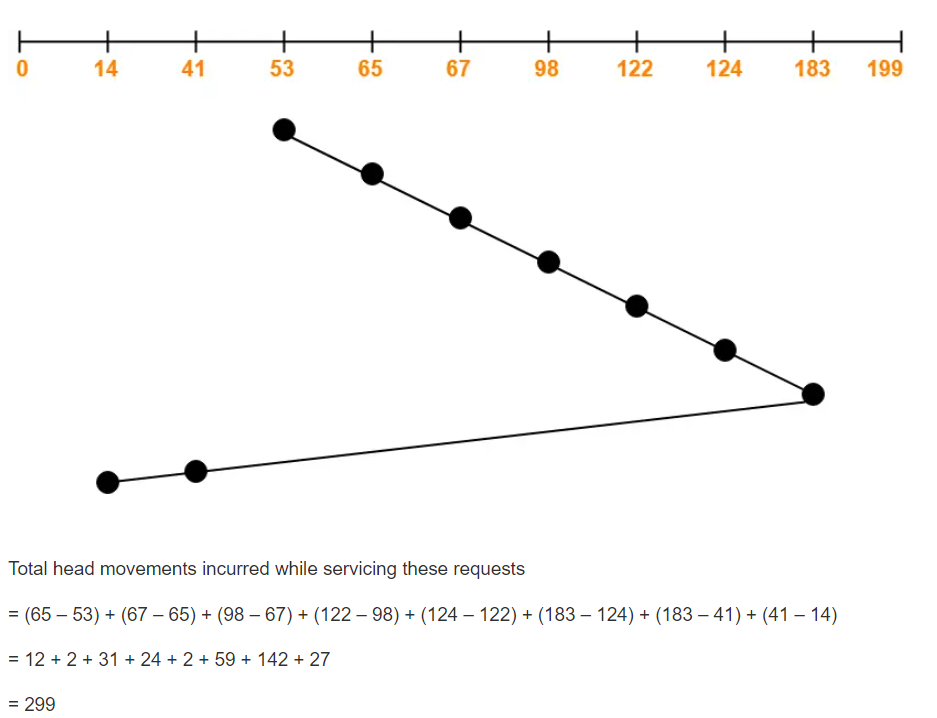 0 14 41 53 65 67 98 122 124 183 199
Total head movements incurred while servicing these requests
= (65 – 53) + (67 – 65) + (98 – 67) + (122 – 98) + (124 – 122) + (183 – 124) + (183 – 41) + (41 – 14)
= 12 + 2 + 31 + 24 + 2 + 59 + 142 + 27
= 299